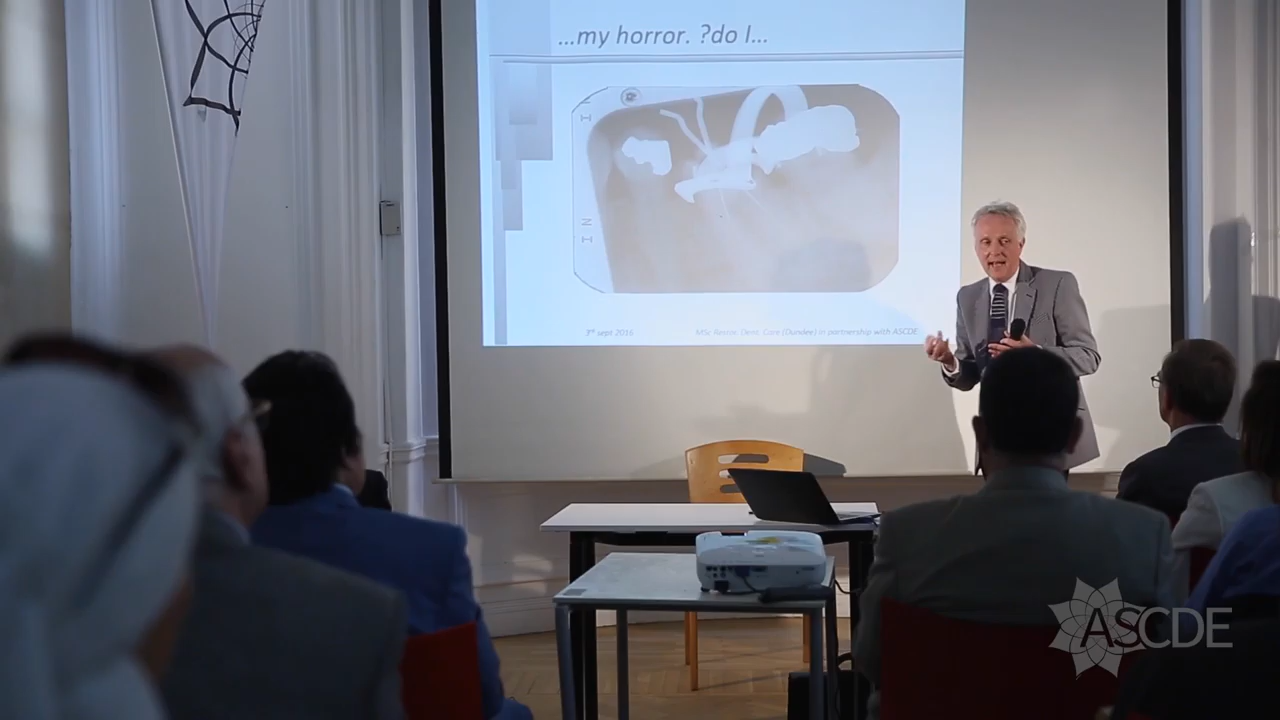 ...my horror. ?do I...
3rd sept 2016
MSc Restor. Dent. Care (Dundee) in partnership with ASCDE
ASCDE